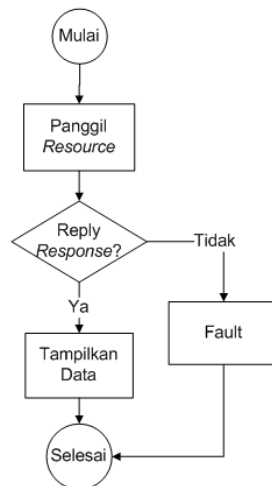 Mulai
Panggil
Resource
Reply
Response?
Tidak
Ya
Tampilkan
Data
Fault
Selesai